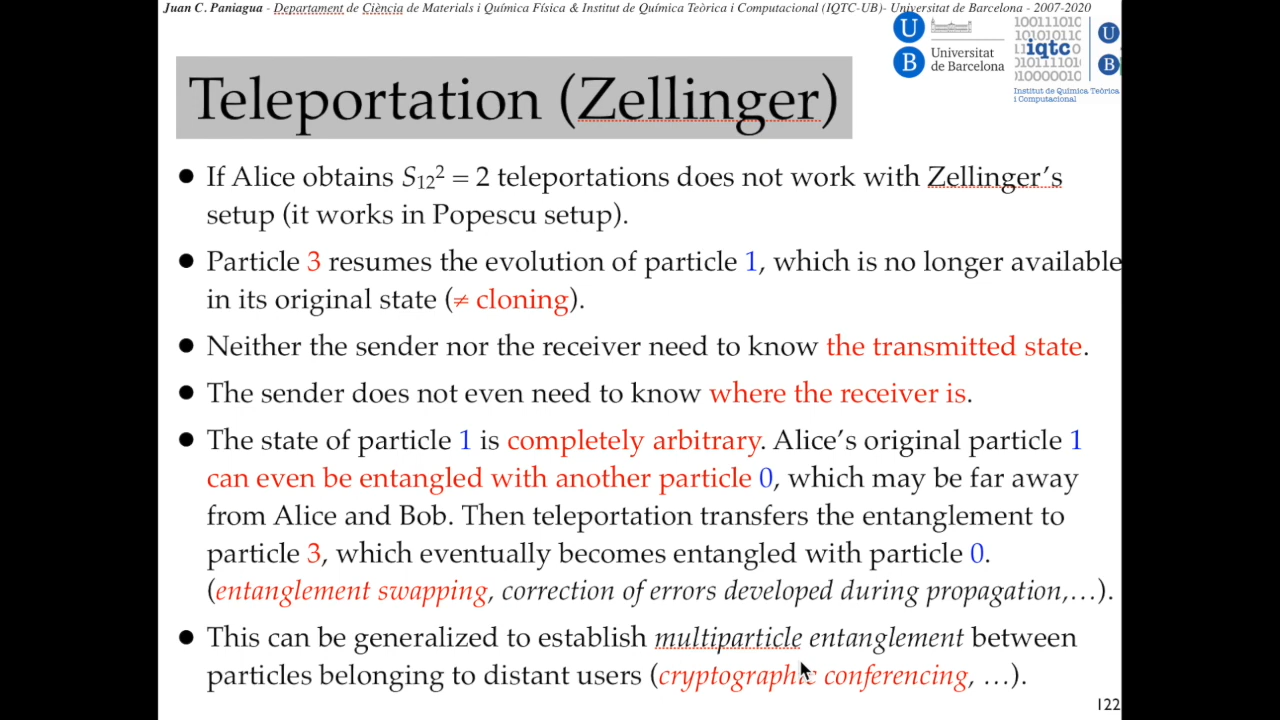 Juan C. Paniagua - Departament de Ciència de Materials i Química Física & Institut de Química Teòrica i Computacional (IQTC-UB)- Universitat de Barcelona - 2007-2020
U
B
Universitat
de Barcelona
iqtc
Institut de Química Teòrica
i Computacional
U
B
Teleportation (Zellinger)
● If Alice obtains S₁₂² = 2 teleportations does not work with Zellinger's
setup (it works in Popescu setup).
● Particle 3 resumes the evolution of particle 1, which is no longer available
in its original state (≠ cloning).
● Neither the sender nor the receiver need to know the transmitted state.
● The sender does not even need to know where the receiver is.
● The state of particle 1 is completely arbitrary. Alice's original particle 1
can even be entangled with another particle 0, which may be far away
from Alice and Bob. Then teleportation transfers the entanglement to
particle 3, which eventually becomes entangled with particle 0.
(entanglement swapping, correction of errors developed during propagation,…).
● This can be generalized to establish multiparticle entanglement between
particles belonging to distant users (cryptographic conferencing, …).
122